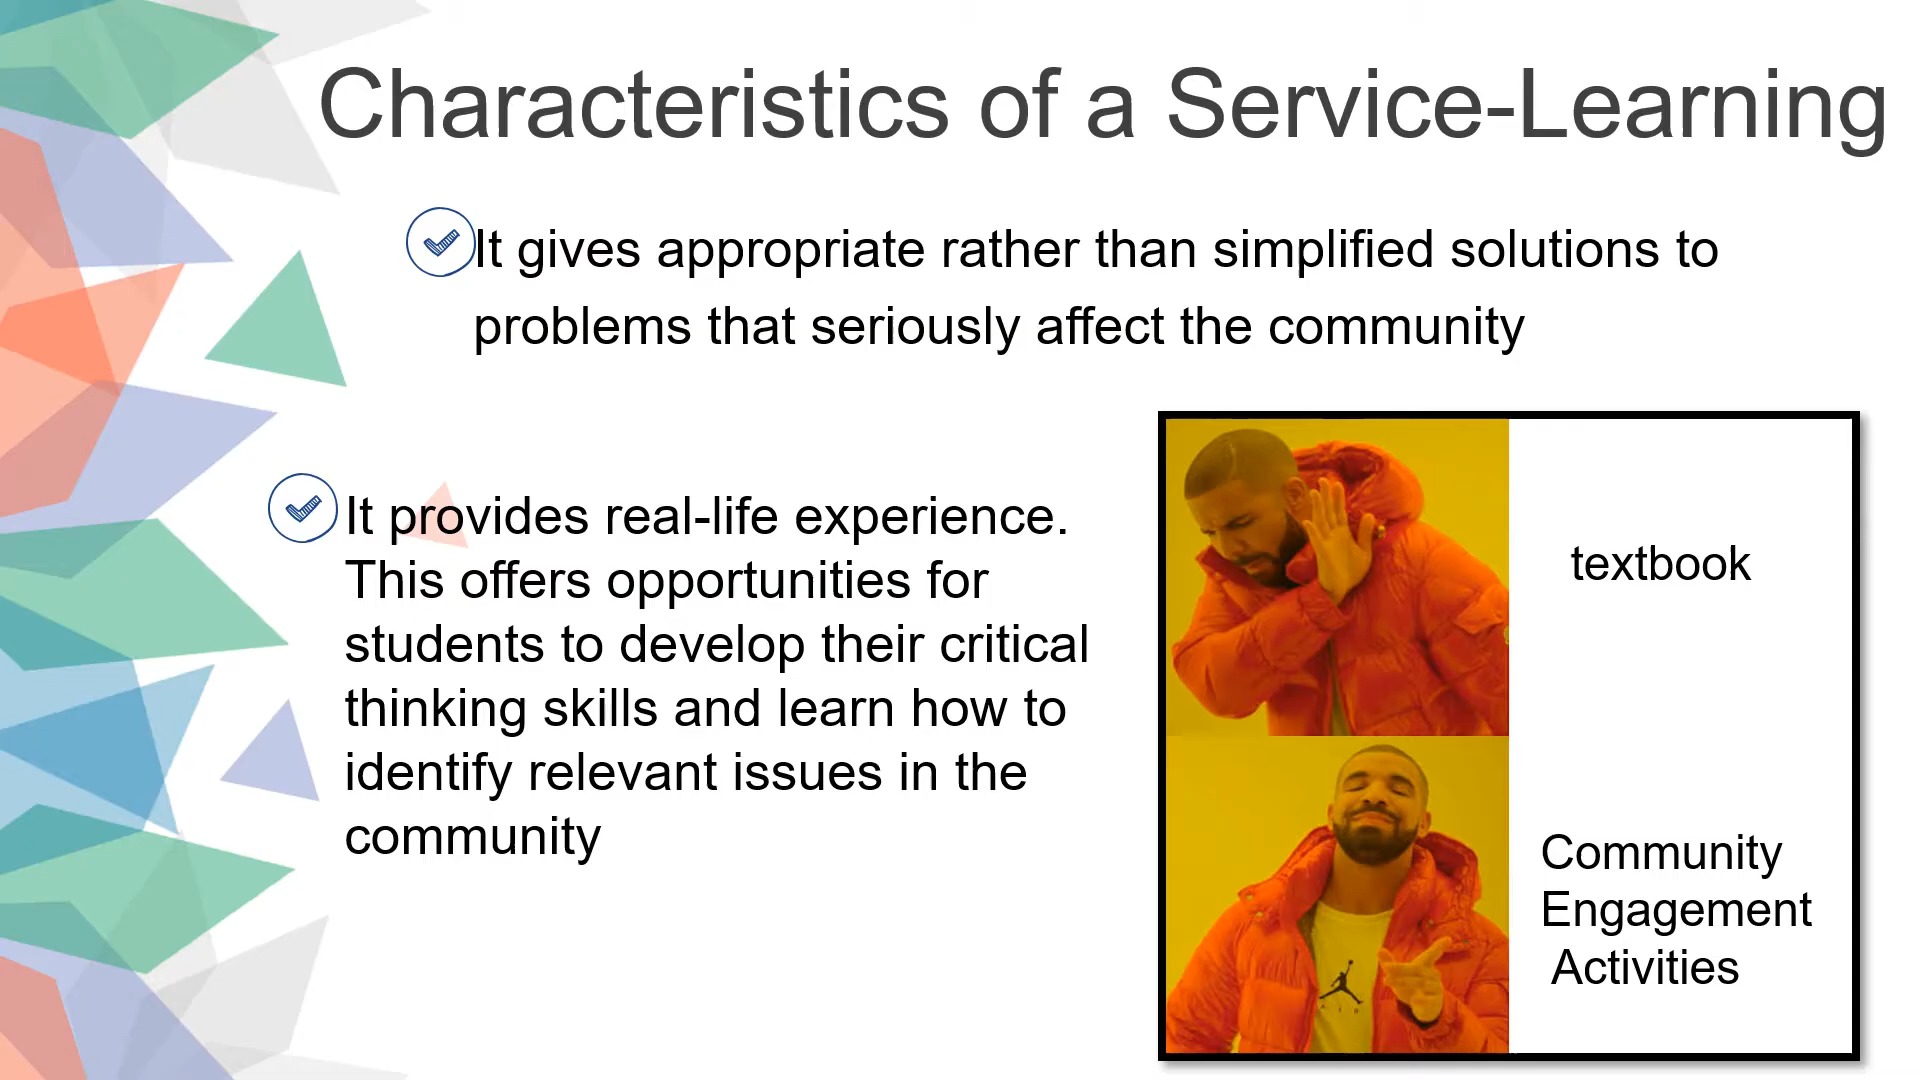 Characteristics of a Service-Learning
It gives appropriate rather than simplified solutions to
problems that seriously affect the community
It provides real-life experience.
This offers opportunities for
students to develop their critical
thinking skills and learn how to
identify relevant issues in the
community
textbook
Community
Engagement
Activities